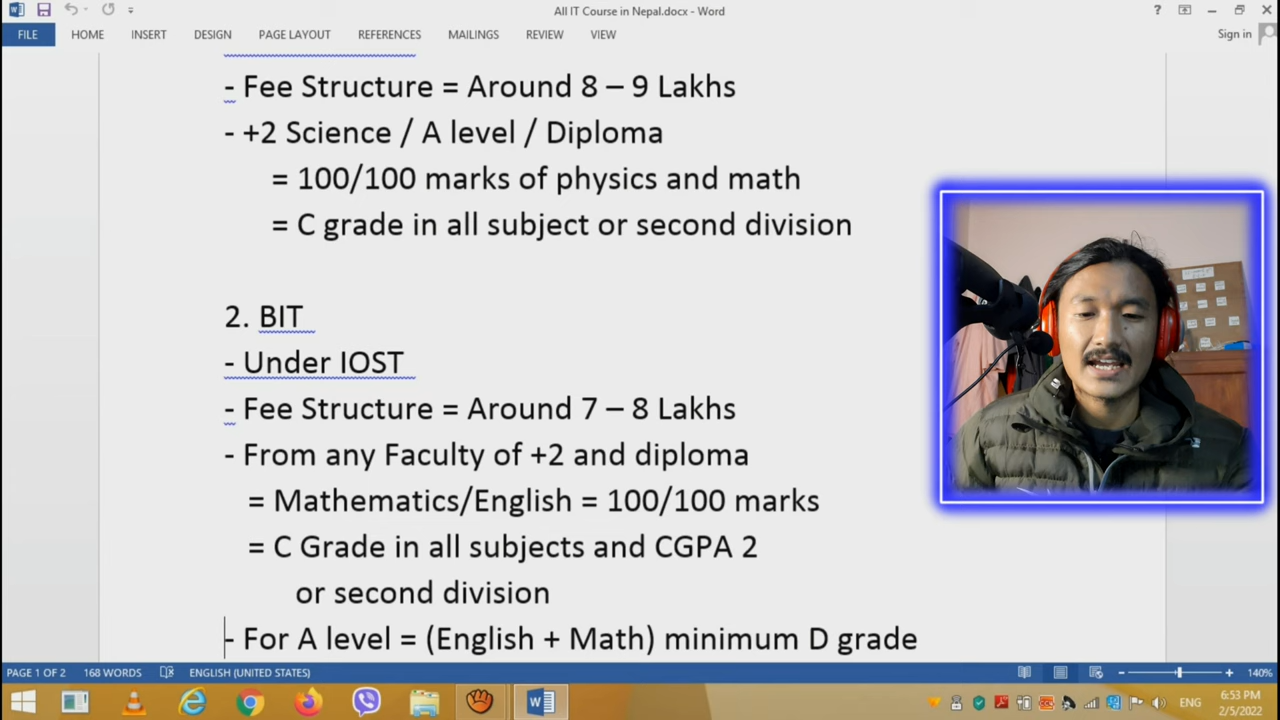 All IT Course in Nepal.docx - Word
?
FILE HOME INSERT DESIGN PAGE LAYOUT REFERENCES MAILINGS REVIEW VIEW
Sign in
- Fee Structure = Around 8 – 9 Lakhs
- +2 Science / A level / Diploma
= 100/100 marks of physics and math
= C grade in all subject or second division
2. BIT
- Under IOST
- Fee Structure = Around 7 – 8 Lakhs
- From any Faculty of +2 and diploma
= Mathematics/English = 100/100 marks
= C Grade in all subjects and CGPA 2
or second division
- For A level = (English + Math) minimum D grade
PAGE 1 OF 2 168 WORDS ENGLISH (UNITED STATES) 140%
ENG 6:53 PM
2/5/2022